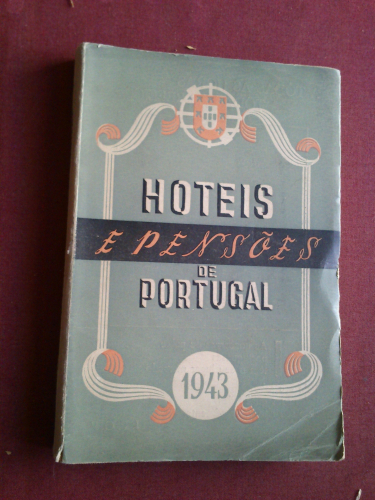 HOTEIS
E PENSÕES
DE
PORTUGAL
1943